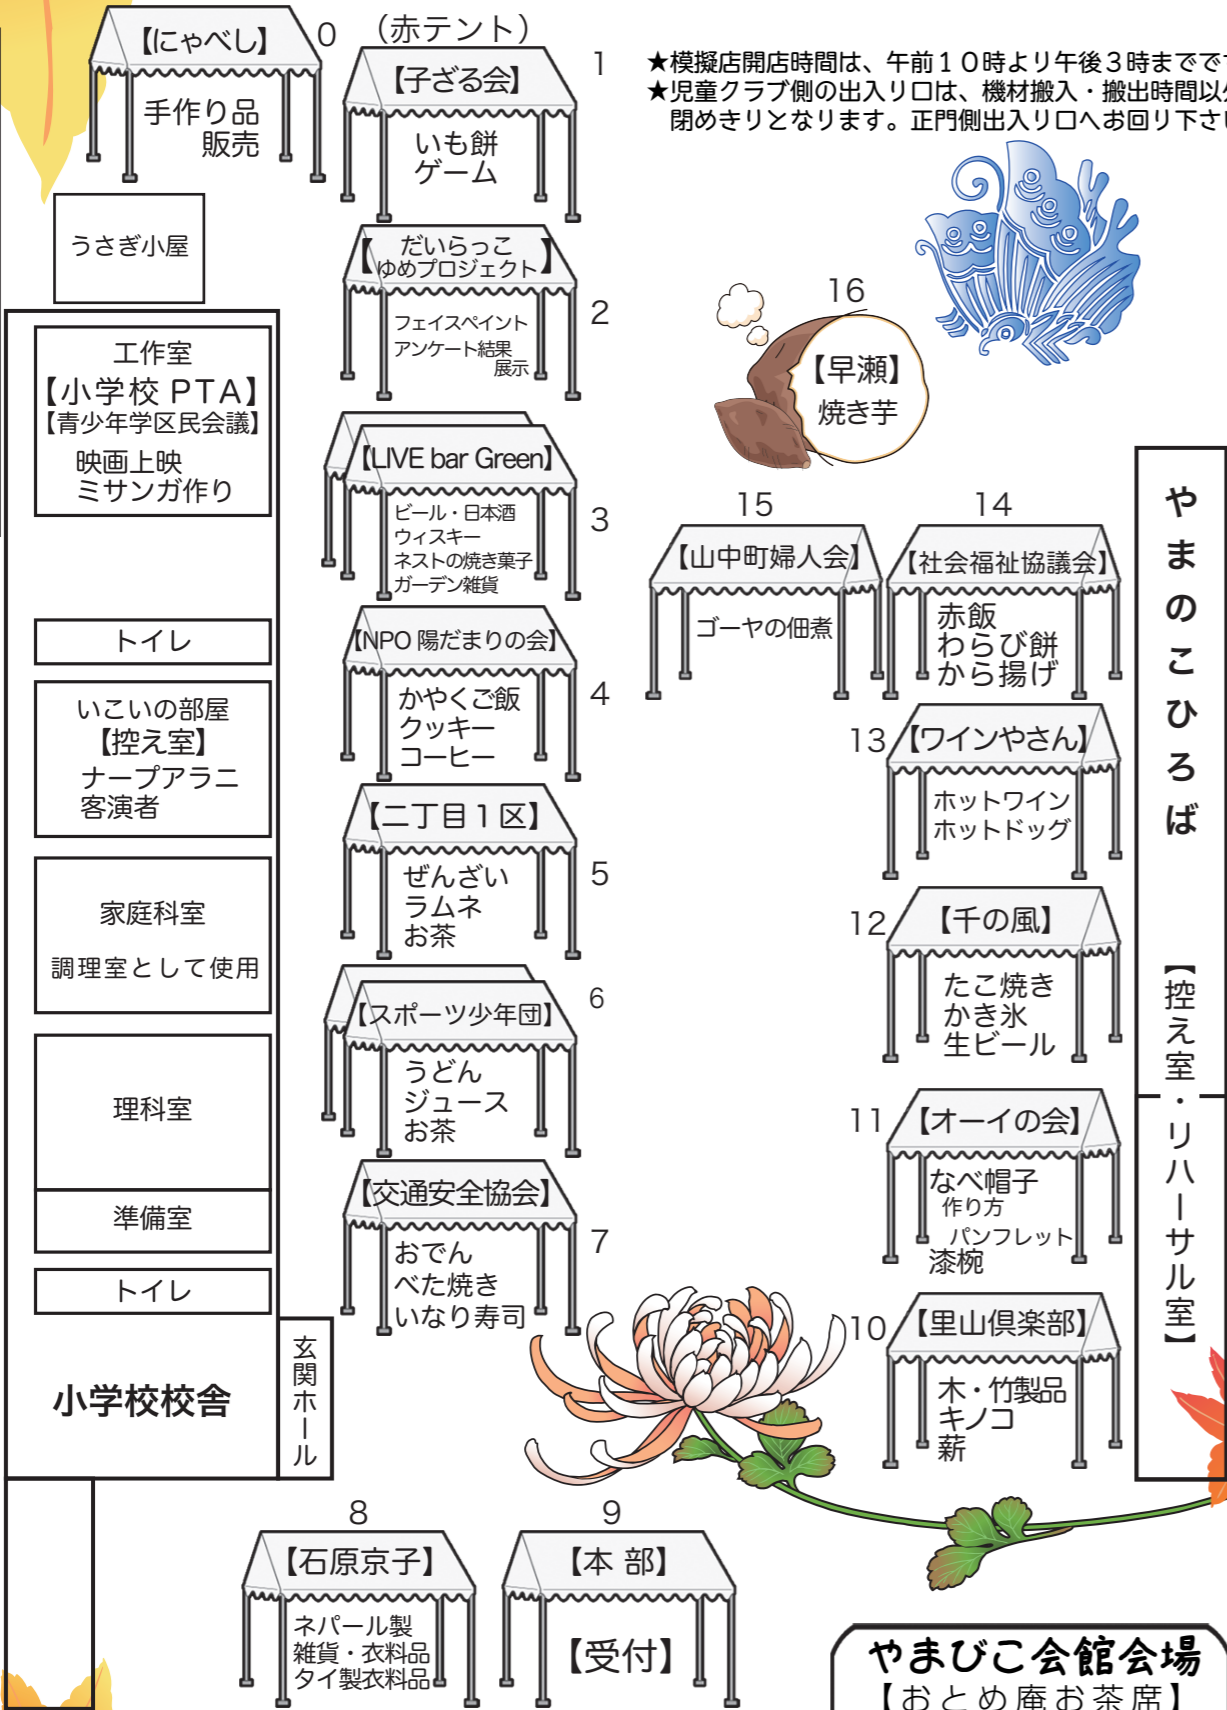 【にゃべし】
0
手作り品
販売
(赤テント)
【子ざる会】
1
いも餅
ゲーム
★模擬店開店時間は、午前１０時より午後３時までです
★児童クラブ側の出入り口は、機材搬入・搬出時間以外
閉めきりとなります。正門側出入り口へお回り下さい
うさぎ小屋
【だいらっこ
ゆめプロジェクト】
2
フェイスペイント
アンケート結果
展示
16
【早瀬】
焼き芋
工作室
【小学校 PTA】
【青少年学区民会議】
映画上映
ミサンガ作り
【LIVE bar Green】
3
ビール・日本酒
ウィスキー
ネストの焼き菓子
ガーデン雑貨
15
【山中町婦人会】
ゴーヤの佃煮
14
【社会福祉協議会】
赤飯
わらび餅
から揚げ
トイレ
【NPO 陽だまりの会】
4
かやくご飯
クッキー
コーヒー
いこいの部屋
【控え室】
ナープアラニ
客演者
13
【ワインやさん】
ホットワイン
ホットドッグ
【二丁目１区】
5
ぜんざい
ラムネ
お茶
家庭科室
調理室として使用
12
【千の風】
たこ焼き
かき氷
生ビール
【スポーツ少年団】
6
うどん
ジュース
お茶
理科室
準備室
トイレ
11
【オーイの会】
なべ帽子
作り方
パンフレット
漆椀
【交通安全協会】
7
おでん
べた焼き
いなり寿司
10
【里山倶楽部】
木・竹製品
キノコ
薪
やまのこひろば
【控え室・リハーサル室】
小学校校舎
玄関ホール
8
【石原京子】
ネパール製
雑貨・衣料品
タイ製衣料品
9
【本 部】
【受付】
やまびこ会館会場
【おとめ庵お茶席】